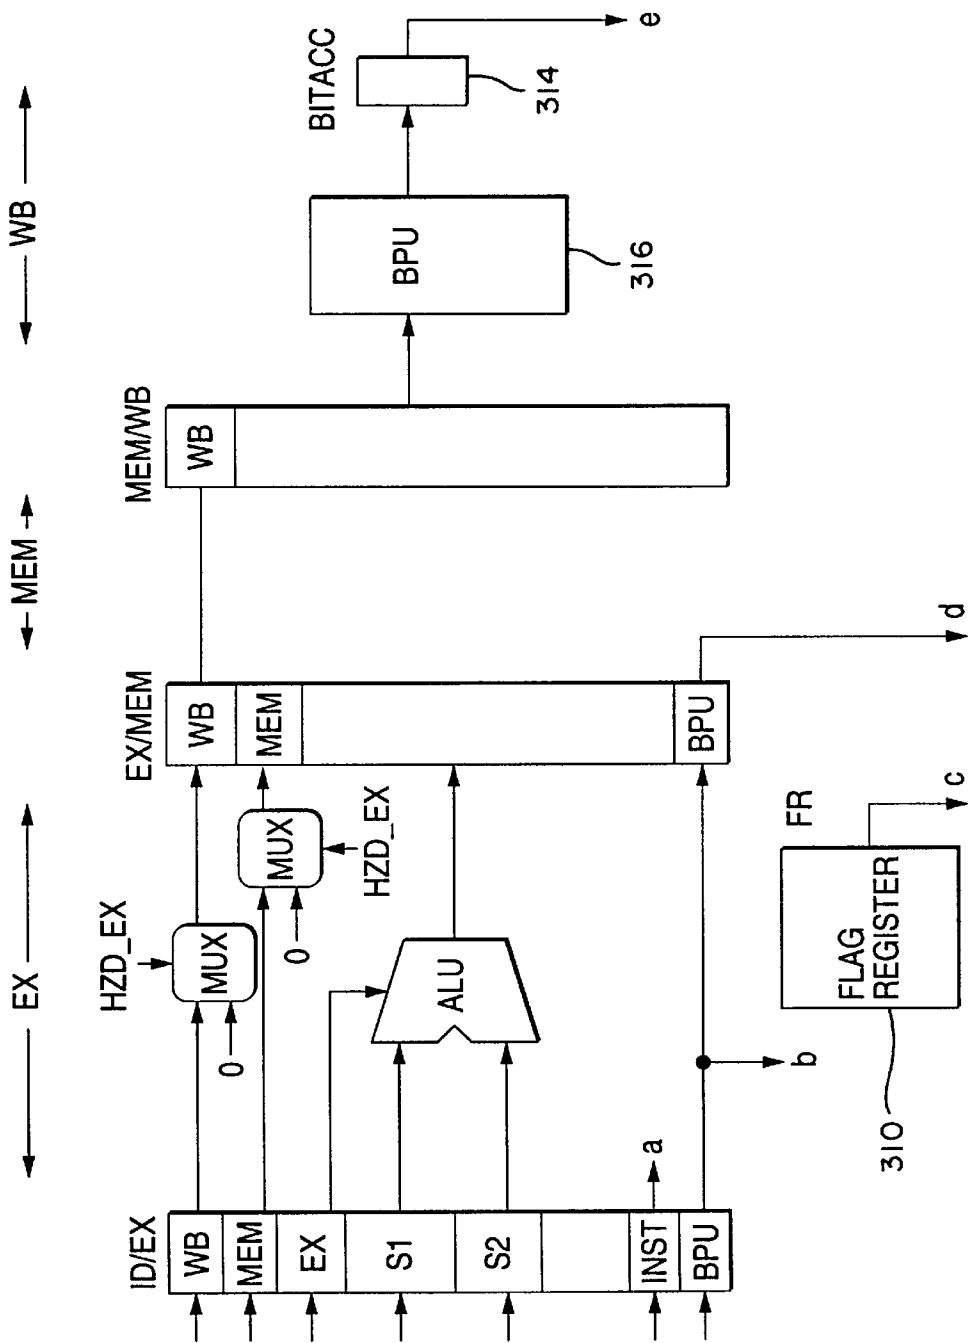 EX
MEM
WB
ID/EX
WB
MEM
EX
S1
S2
INST
BPU
a
b
HZD_EX
MUX
0
MUX
0
HZD_EX
ALU
FLAG
REGISTER
FR
310
c
EX/MEM
WB
MEM
BPU
d
MEM/WB
WB
BPU
316
BITACC
314
e